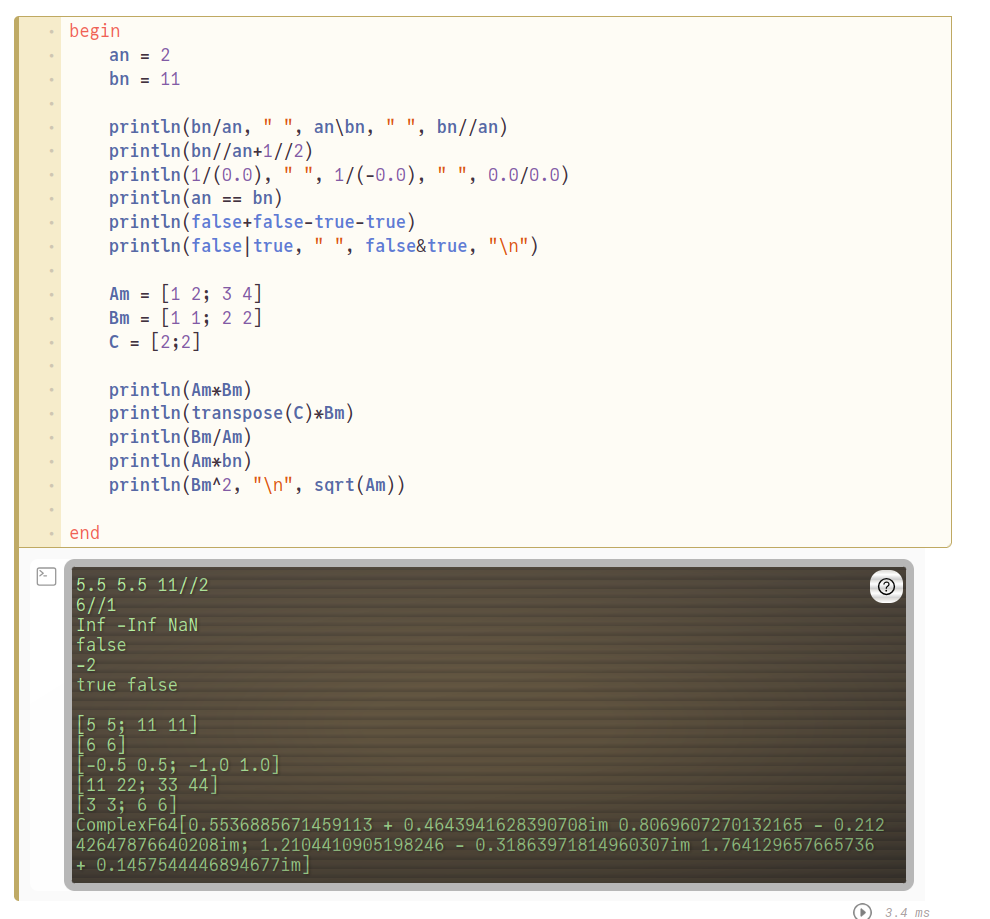 begin
    an = 2
    bn = 11

    println(bn/an, " ", an\bn, " ", bn//an)
    println(bn//an+1//2)
    println(1/(0.0), " ", 1/(-0.0), " ", 0.0/0.0)
    println(an == bn)
    println(false+false-true-true)
    println(false|true, " ", false&true, "\n")

    Am = [1 2; 3 4]
    Bm = [1 1; 2 2]
    C = [2;2]

    println(Am*Bm)
    println(transpose(C)*Bm)
    println(Bm/Am)
    println(Am*bn)
    println(Bm^2, "\n", sqrt(Am))

end
5.5 5.5 11//2
6//1
Inf -Inf NaN
false
-2
true false

[5 5; 11 11]
[6 6]
[-0.5 0.5; -1.0 1.0]
[11 22; 33 44]
[3 3; 6 6]
ComplexF64[0.5536885671459113 + 0.4643941628390708im 0.8069607270132165 - 0.212
4264787640208im; 1.2104410905198246 - 0.31863971814960307im 1.764129657665736
+ 0.1457544446894677im]
3.4 ms